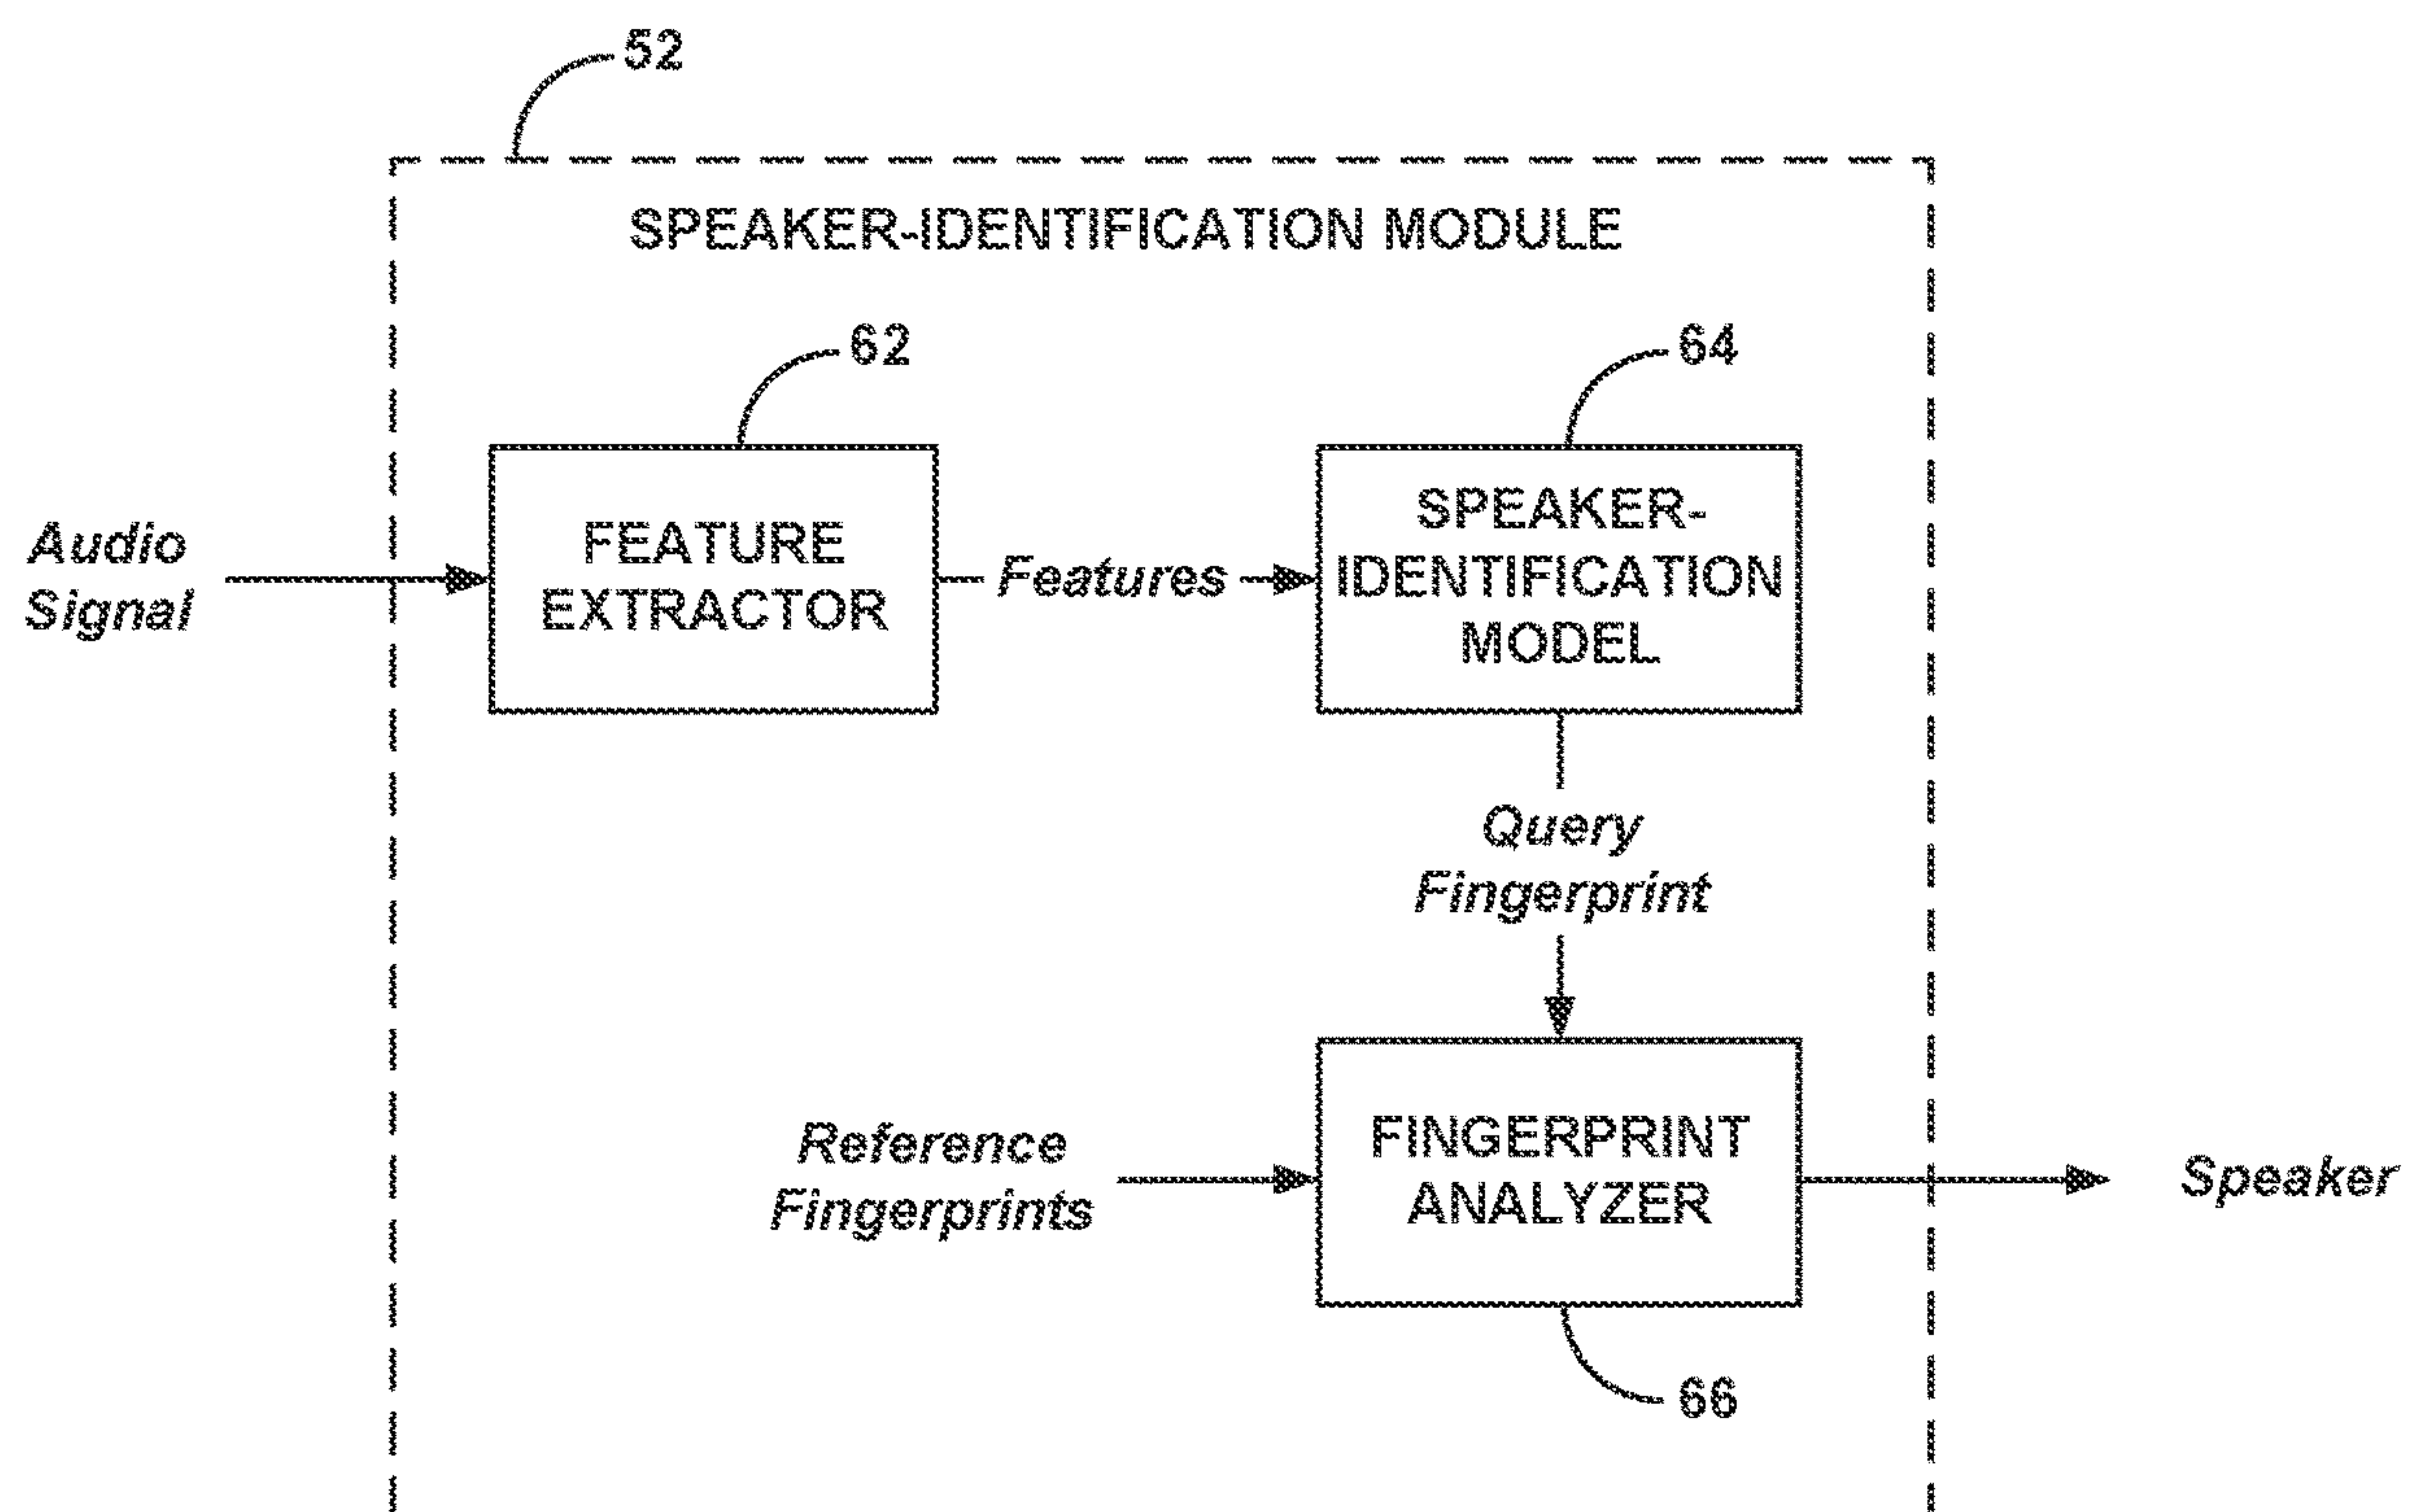 52
SPEAKER-IDENTIFICATION MODULE
62
64
Audio
Signal
FEATURE
EXTRACTOR
Features
SPEAKER-
IDENTIFICATION
MODEL
Query
Fingerprint
Reference
Fingerprints
FINGERPRINT
ANALYZER
Speaker
66